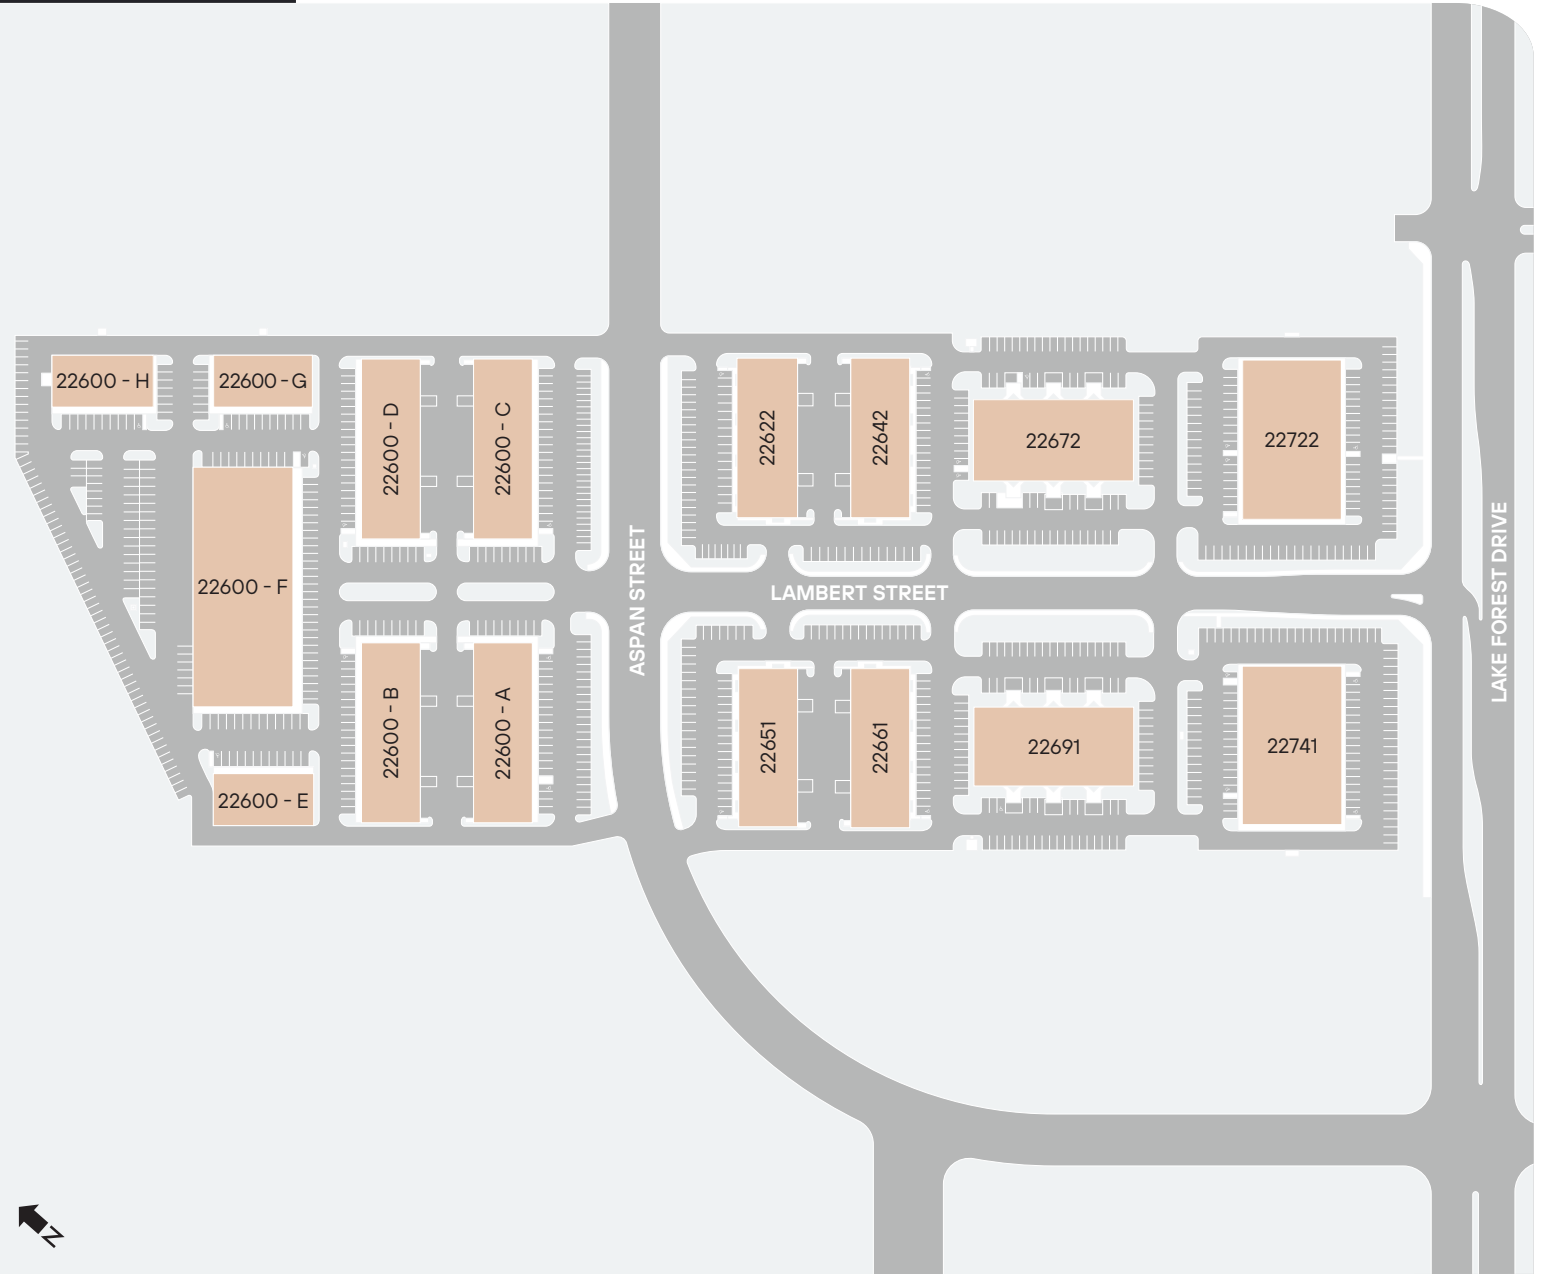 22600 - H
22600 - G
22600 - D
22600 - C
22622
22642
22672
22722
22600 - F
ASPAN STREET
LAMBERT STREET
LAKE FOREST DRIVE
22600 - B
22600 - A
22651
22661
22691
22741
22600 - E
N